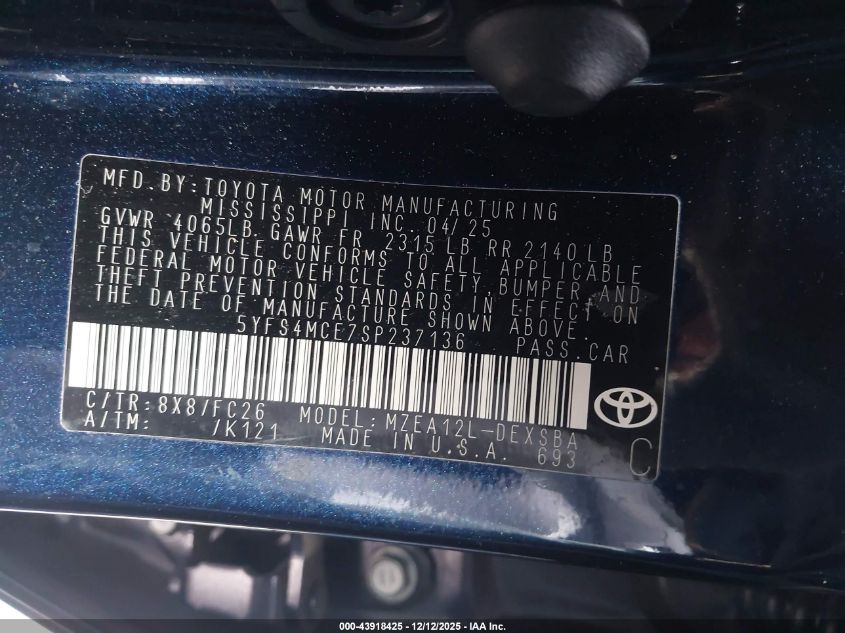 MFD.BY:TOYOTA MOTOR MANUFACTURING
MISSISSIPPI INC. 04/25
GVWR 4065LB GAWR FR 2315LB RR 2140LB
THIS VEHICLE CONFORMS TO ALL APPLICABLE
FEDERAL MOTOR VEHICLE SAFETY, BUMPER, AND
THEFT PREVENTION STANDARDS IN EFFECT ON
THE DATE OF MANUFACTURE SHOWN ABOVE.
5YFS4MCE7SP237136 PASS.CAR
C/TR:8X8/FC26 MODEL:MZEA12L-DEXSBA
A/TM: /K121 MADE IN U.S.A. 693
C
000-43918425 - 12/12/2025 - IAA Inc.